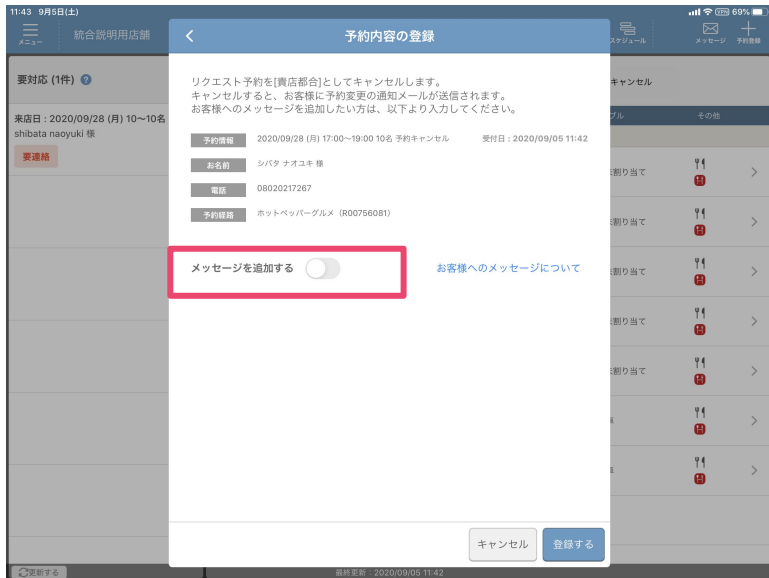 11:43 9月5日(土)
VPN 69%
メニュー
統合説明用店舗
予約内容の登録
スケジュール
メッセージ
予約登録
要対応 (1件)
来店日：2020/09/28 (月) 10〜10名
shibata naoyuki 様
要連絡
リクエスト予約を[貴店都合]としてキャンセルします。
キャンセルすると、お客様に予約変更の通知メールが送信されます。
お客様へのメッセージを追加したい方は、以下より入力してください。
予約情報 2020/09/28 (月) 17:00〜19:00 10名 予約キャンセル 受付日：2020/09/05 11:42
お名前 シバタ ナオユキ 様
電話 08020217267
予約経路 ホットペッパーグルメ（R00756081）
メッセージを追加する
お客様へのメッセージについて
キャンセル
その他
割り当て
割り当て
割り当て
割り当て
割り当て
キャンセル
登録する
更新する
最終更新：2020/09/05 11:42